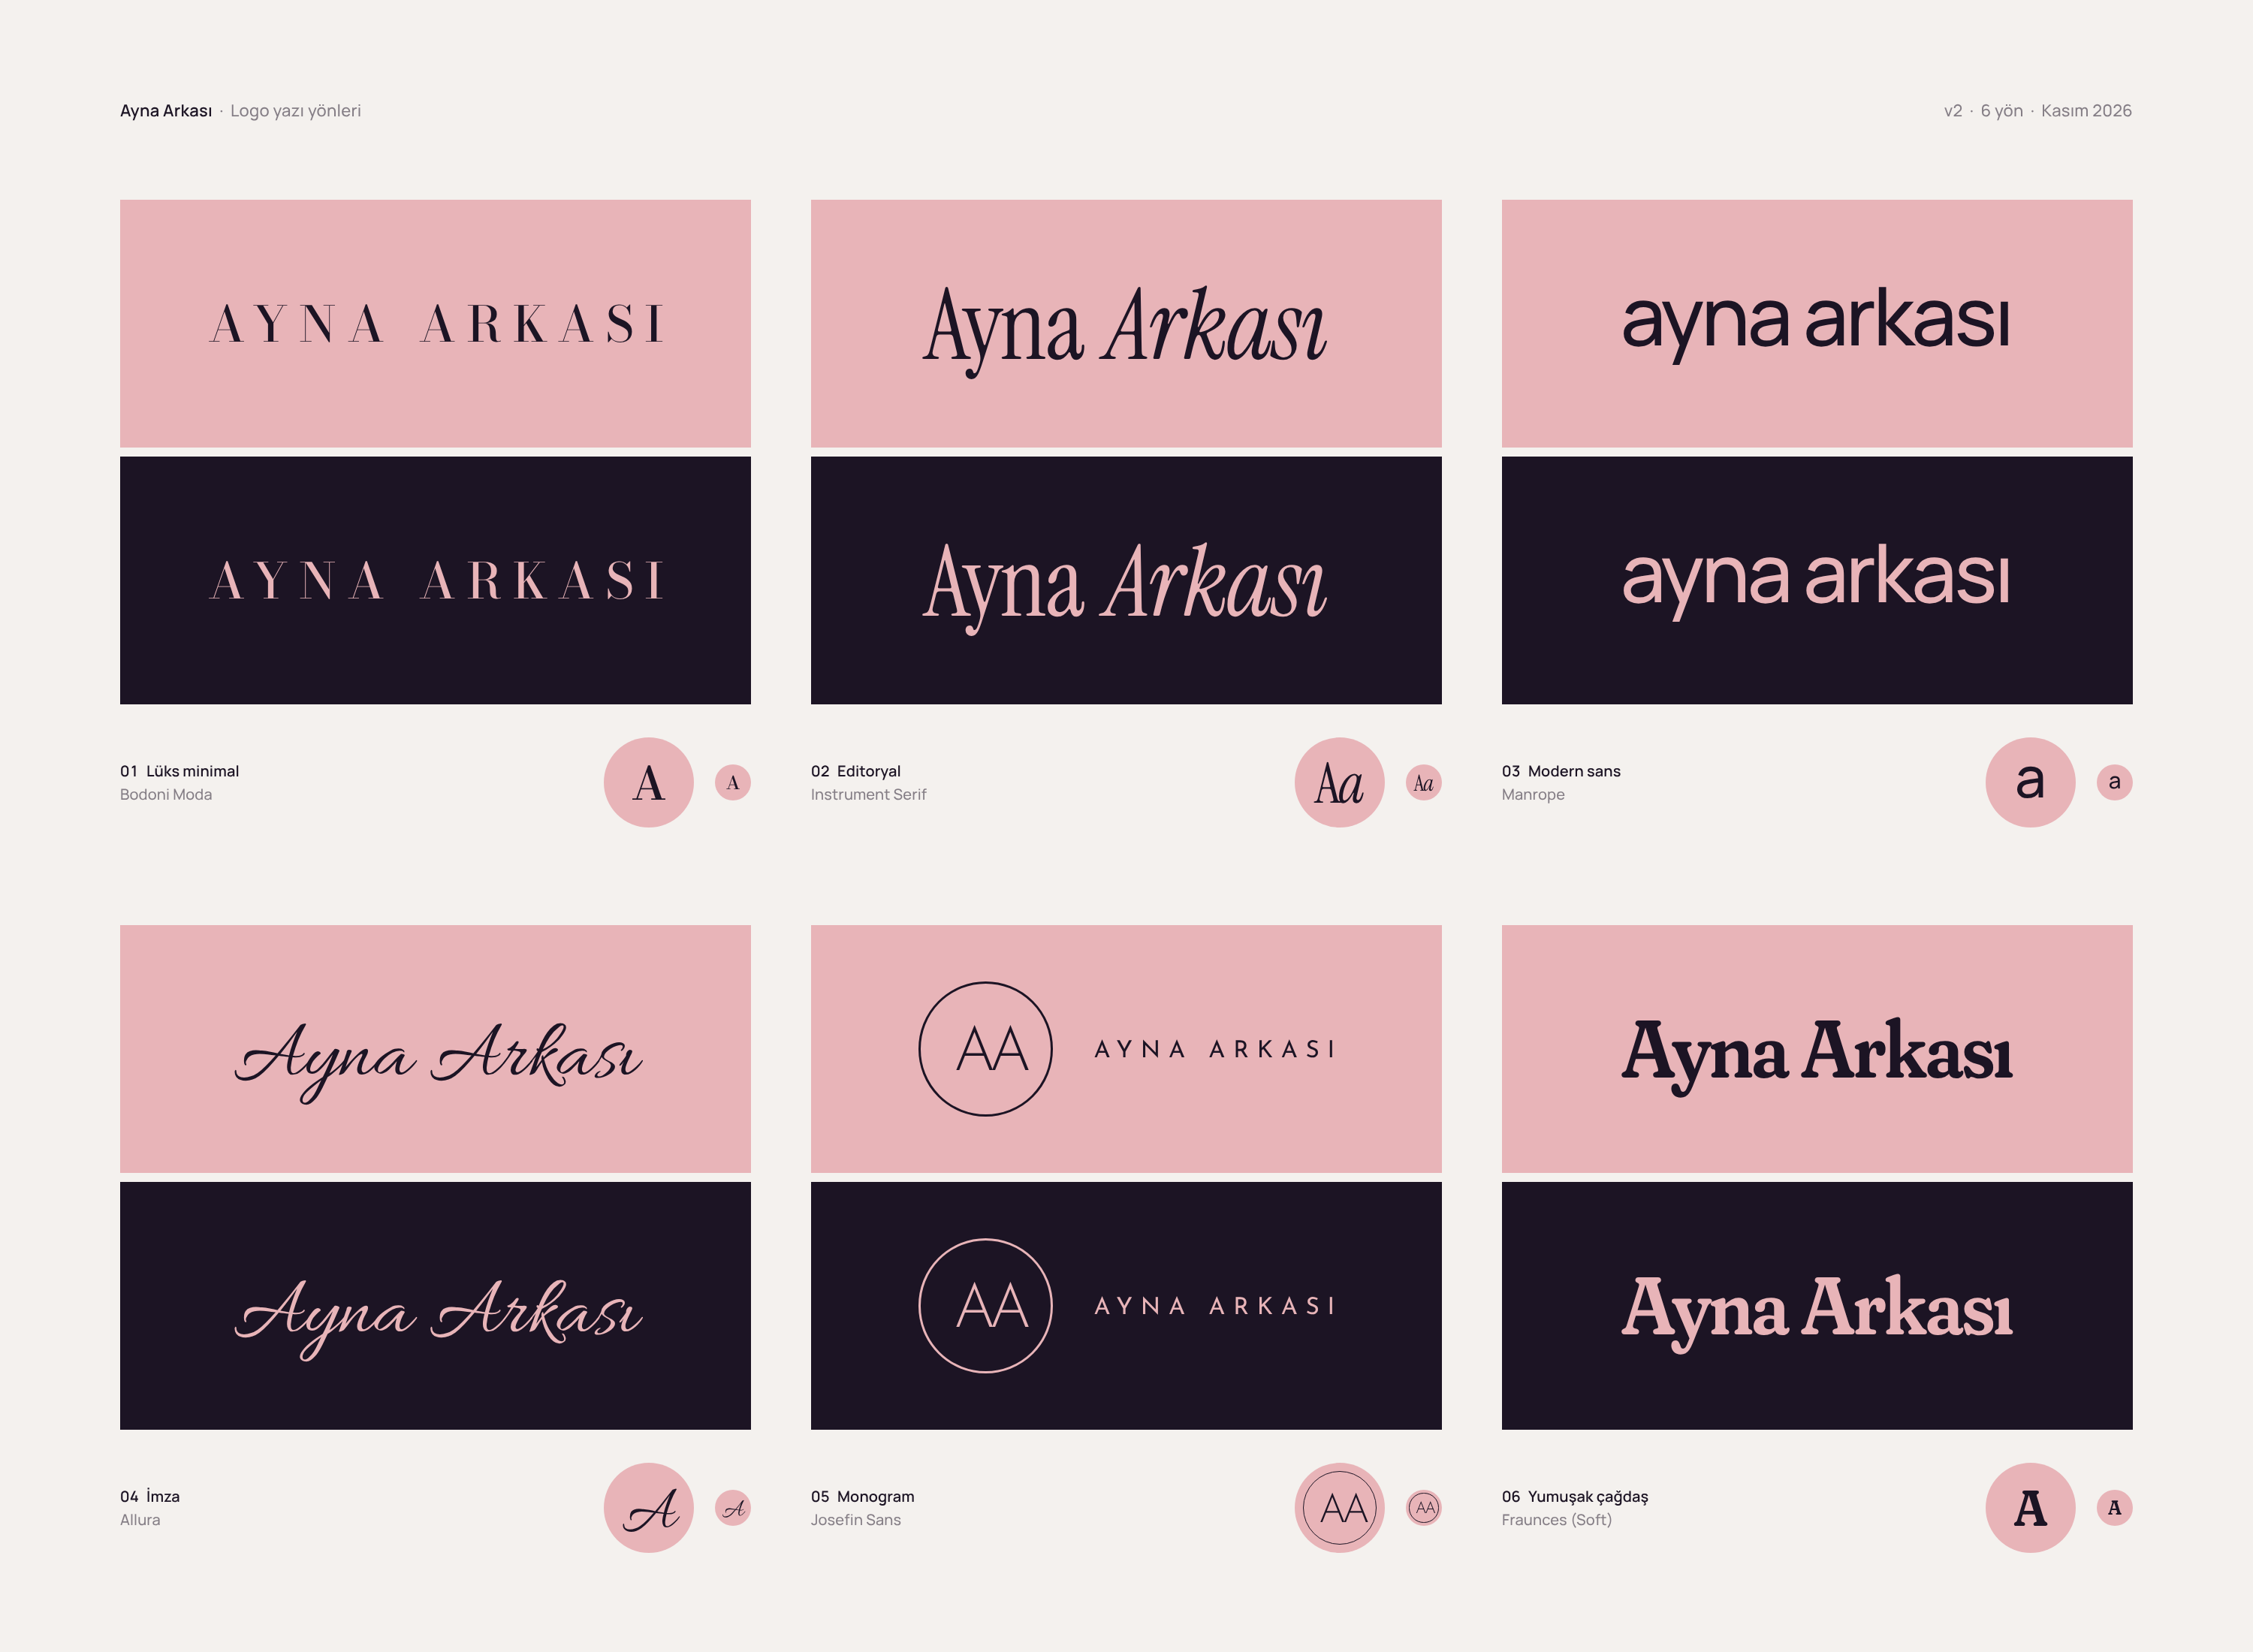 Ayna Arkası · Logo yazı yönleri
v2 · 6 yön · Kasım 2026
AYNA ARKASI
AYNA ARKASI
01 Lüks minimal
Bodoni Moda
A
A
Ayna Arkası
Ayna Arkası
02 Editoryal
Instrument Serif
Aa
Aa
ayna arkası
ayna arkası
03 Modern sans
Manrope
a
a
Ayna Arkası
Ayna Arkası
04 İmza
Allura
A
A
AA
AYNA ARKASI
AA
AYNA ARKASI
05 Monogram
Josefin Sans
AA
AA
Ayna Arkası
Ayna Arkası
06 Yumuşak çağdaş
Fraunces (Soft)
A
A